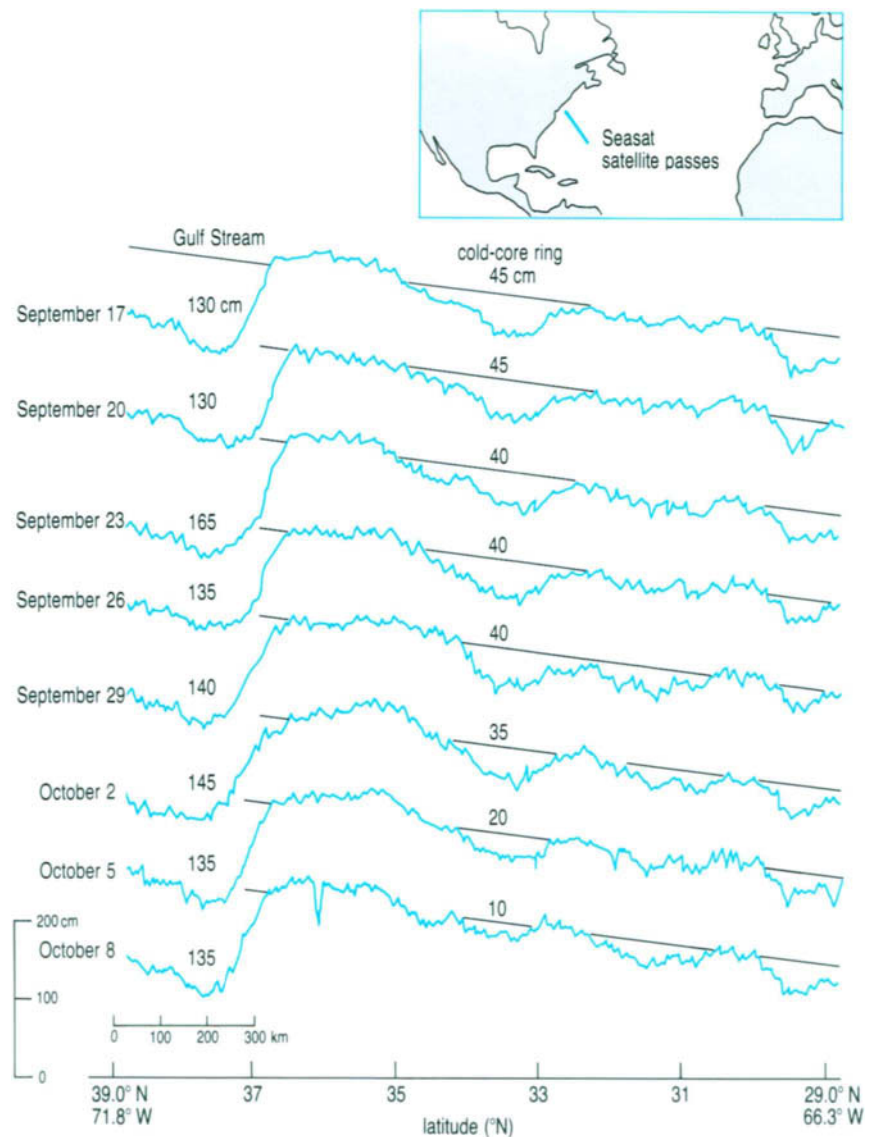 Seasat
satellite passes
Gulf Stream
cold-core ring
45 cm
130 cm
September 17
45
September 20
130
40
September 23
165
40
September 26
135
40
September 29
140
35
October 2
145
20
October 5
135
10
200 cm
October 8
135
100
0 100 200 300 km
0
39.0° N 37 35 33 31 29.0° N
71.8° W 66.3° W
latitude (°N)